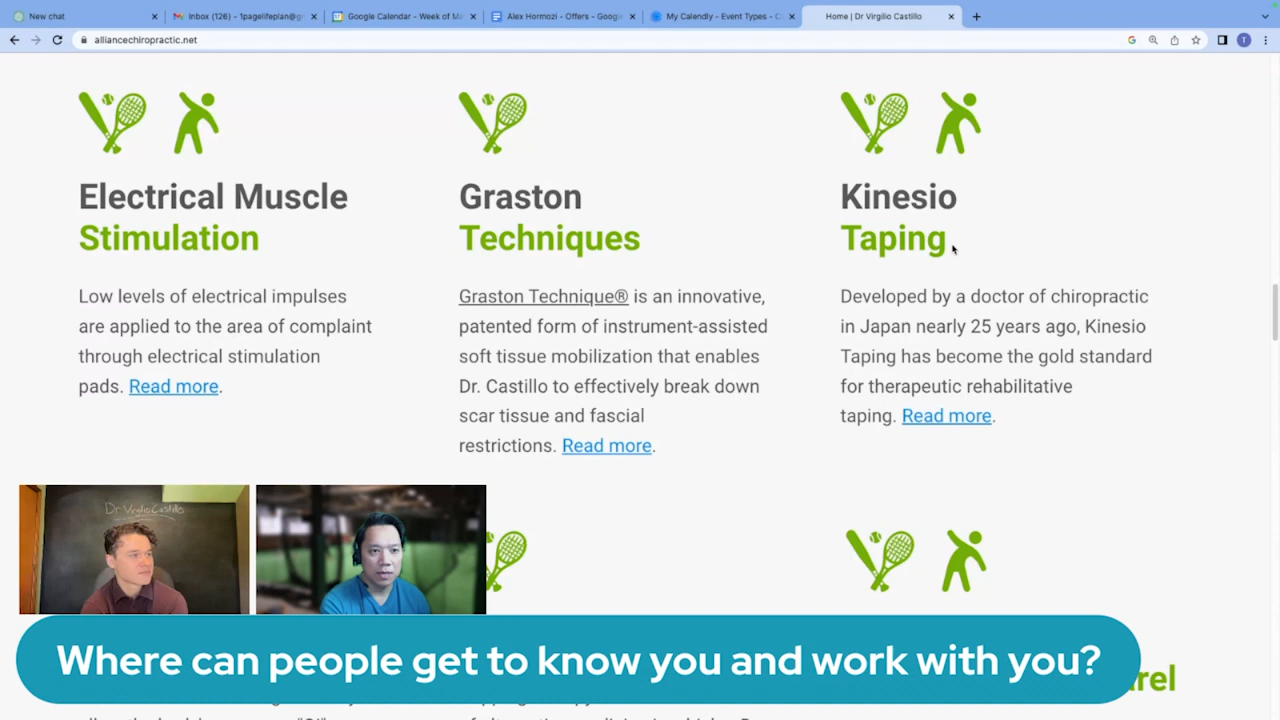 New chat
Inbox (126) - 1pagelifeplan@gr
Google Calendar - Week of M
Alex Hormozi - Offers - Google
My Calendly - Event Types - C
Home | Dr Virgilio Castillo
alliancechiropractic.net
G
T
Electrical Muscle
Stimulation
Low levels of electrical impulses
are applied to the area of complaint
through electrical stimulation
pads. Read more.
Graston
Techniques
Graston Technique® is an innovative,
patented form of instrument-assisted
soft tissue mobilization that enables
Dr. Castillo to effectively break down
scar tissue and fascial
restrictions. Read more.
Kinesio
Taping
Developed by a doctor of chiropractic
in Japan nearly 25 years ago, Kinesio
Taping has become the gold standard
for therapeutic rehabilitative
taping. Read more.
Dr Virgilio Castillo
Where can people get to know you and work with you?